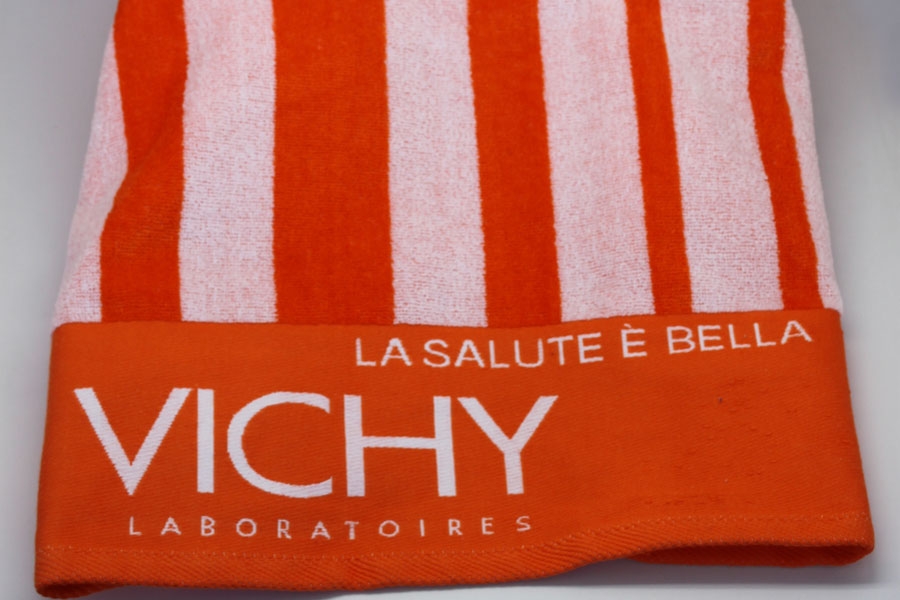 LA SALUTE È BELLA
VICHY
LABORATOIRES